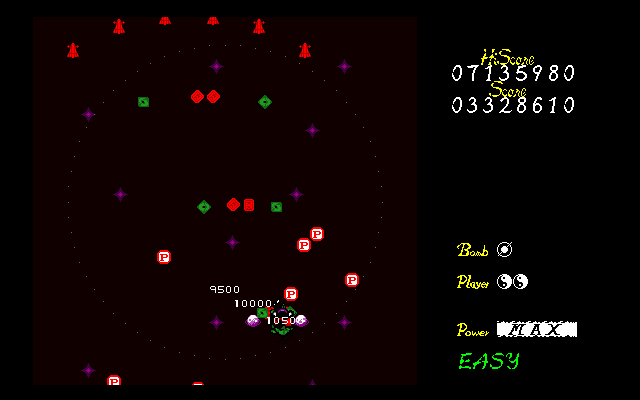 HiScore
07135980
Score
03328610
P
P
P
P
9500
P
10000
1050
Bomb
Player
Power MAX
EASY
P